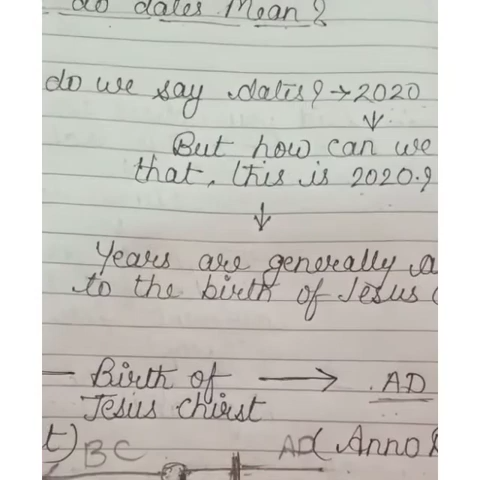 do dates Mean ?
do we say dates? → 2020
↓
But how can we
that, this is 2020.?
↓
Years are generally a
to the birth of Jesus (
— Birth of → AD
Jesus chirst
t) BC AD( Anno